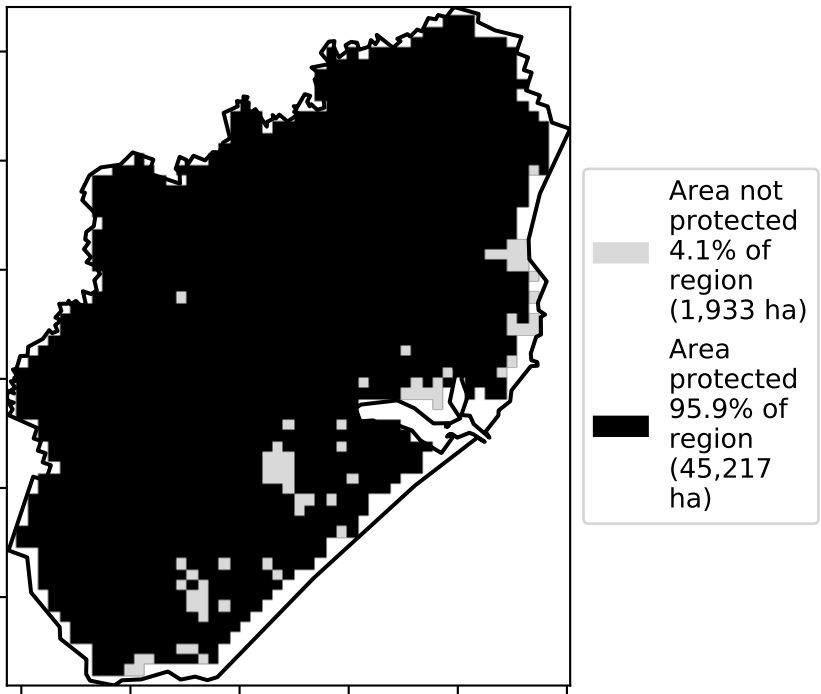 Area not
protected
4.1% of
region
(1,933 ha)
Area
protected
95.9% of
region
(45,217
ha)